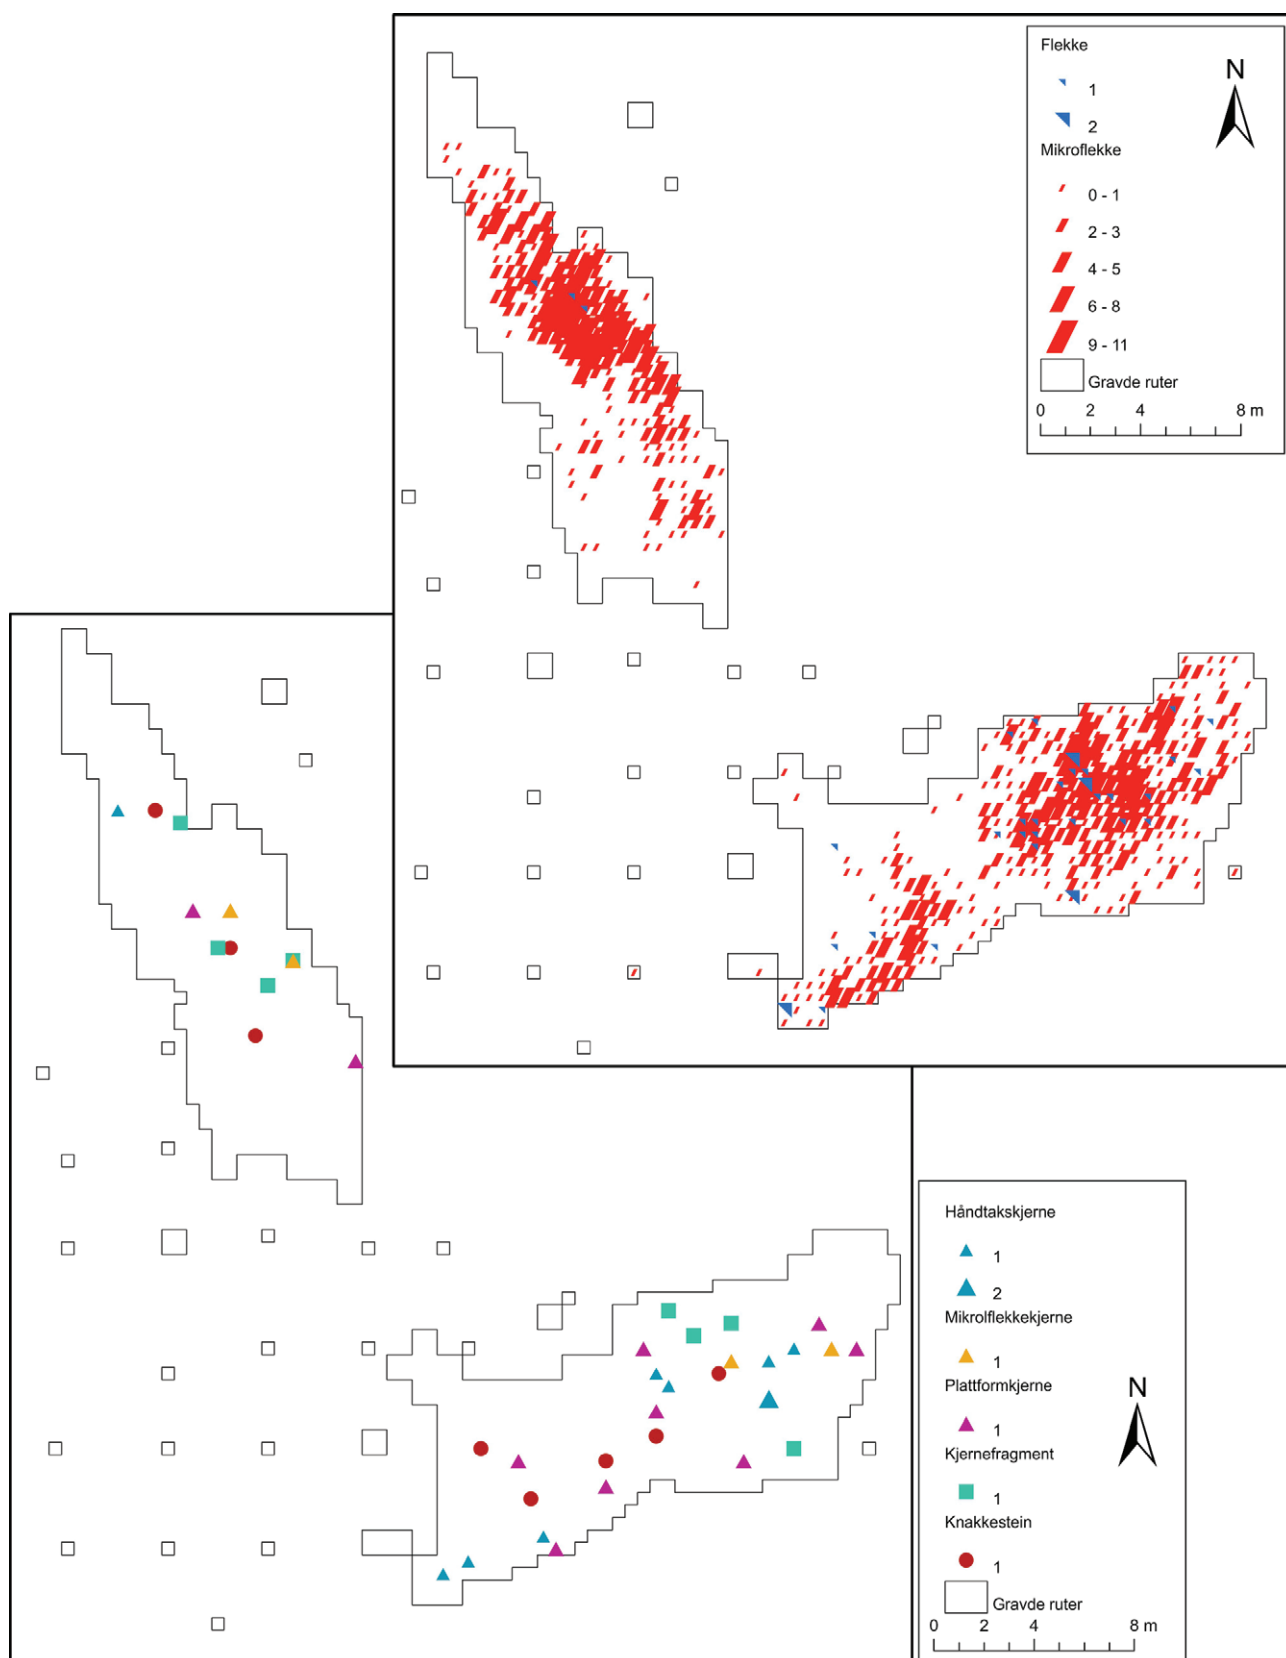 Flekke
N
1
2
Mikroflekke
0 - 1
2 - 3
4 - 5
6 - 8
9 - 11
Gravde ruter
0 2 4 8 m
Håndtakskjerne
1
2
Mikrolflekkekjerne
1
Plattformkjerne
N
1
Kjernefragment
1
Knakkestein
1
Gravde ruter
0 2 4 8 m